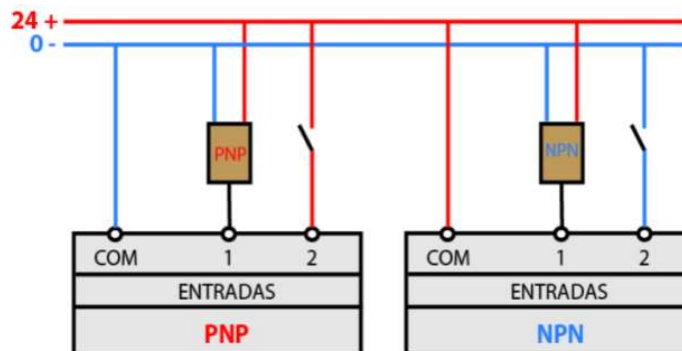 24 +
0 -
PNP
NPN
COM 1 2
COM 1 2
ENTRADAS
ENTRADAS
PNP
NPN